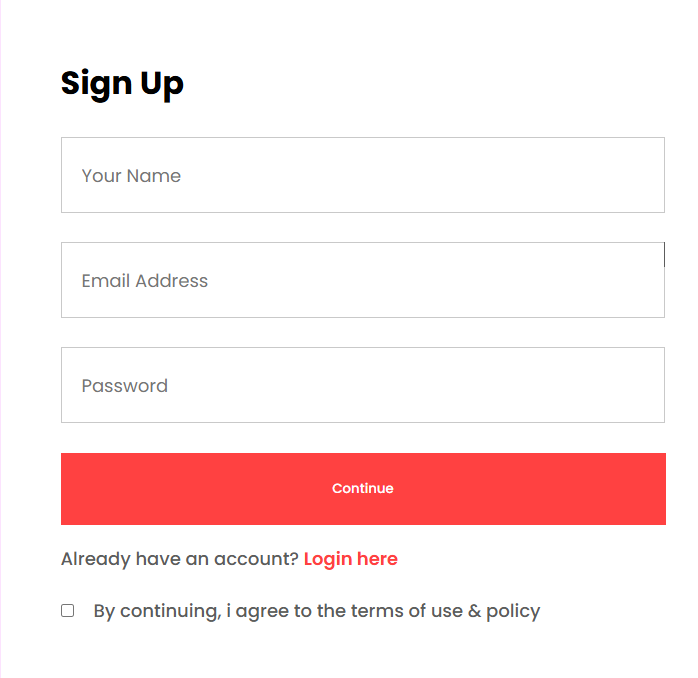 Sign Up
Your Name
Email Address
Password
Continue
Already have an account? Login here
By continuing, i agree to the terms of use & policy